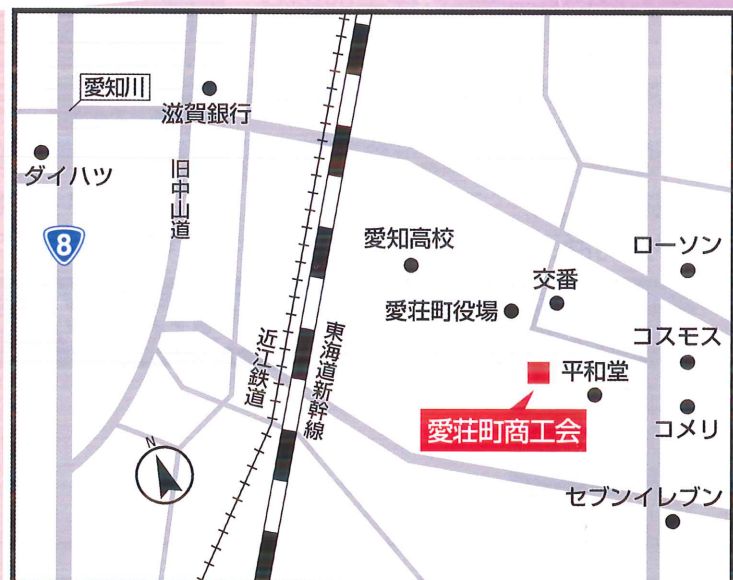 愛知川
滋賀銀行
ダイハツ
旧中山道
8
愛知高校
ローソン
交番
愛荘町役場
コスモス
東海道新幹線
近江鉄道
平和堂
愛荘町商工会
コメリ
N
セブンイレブン